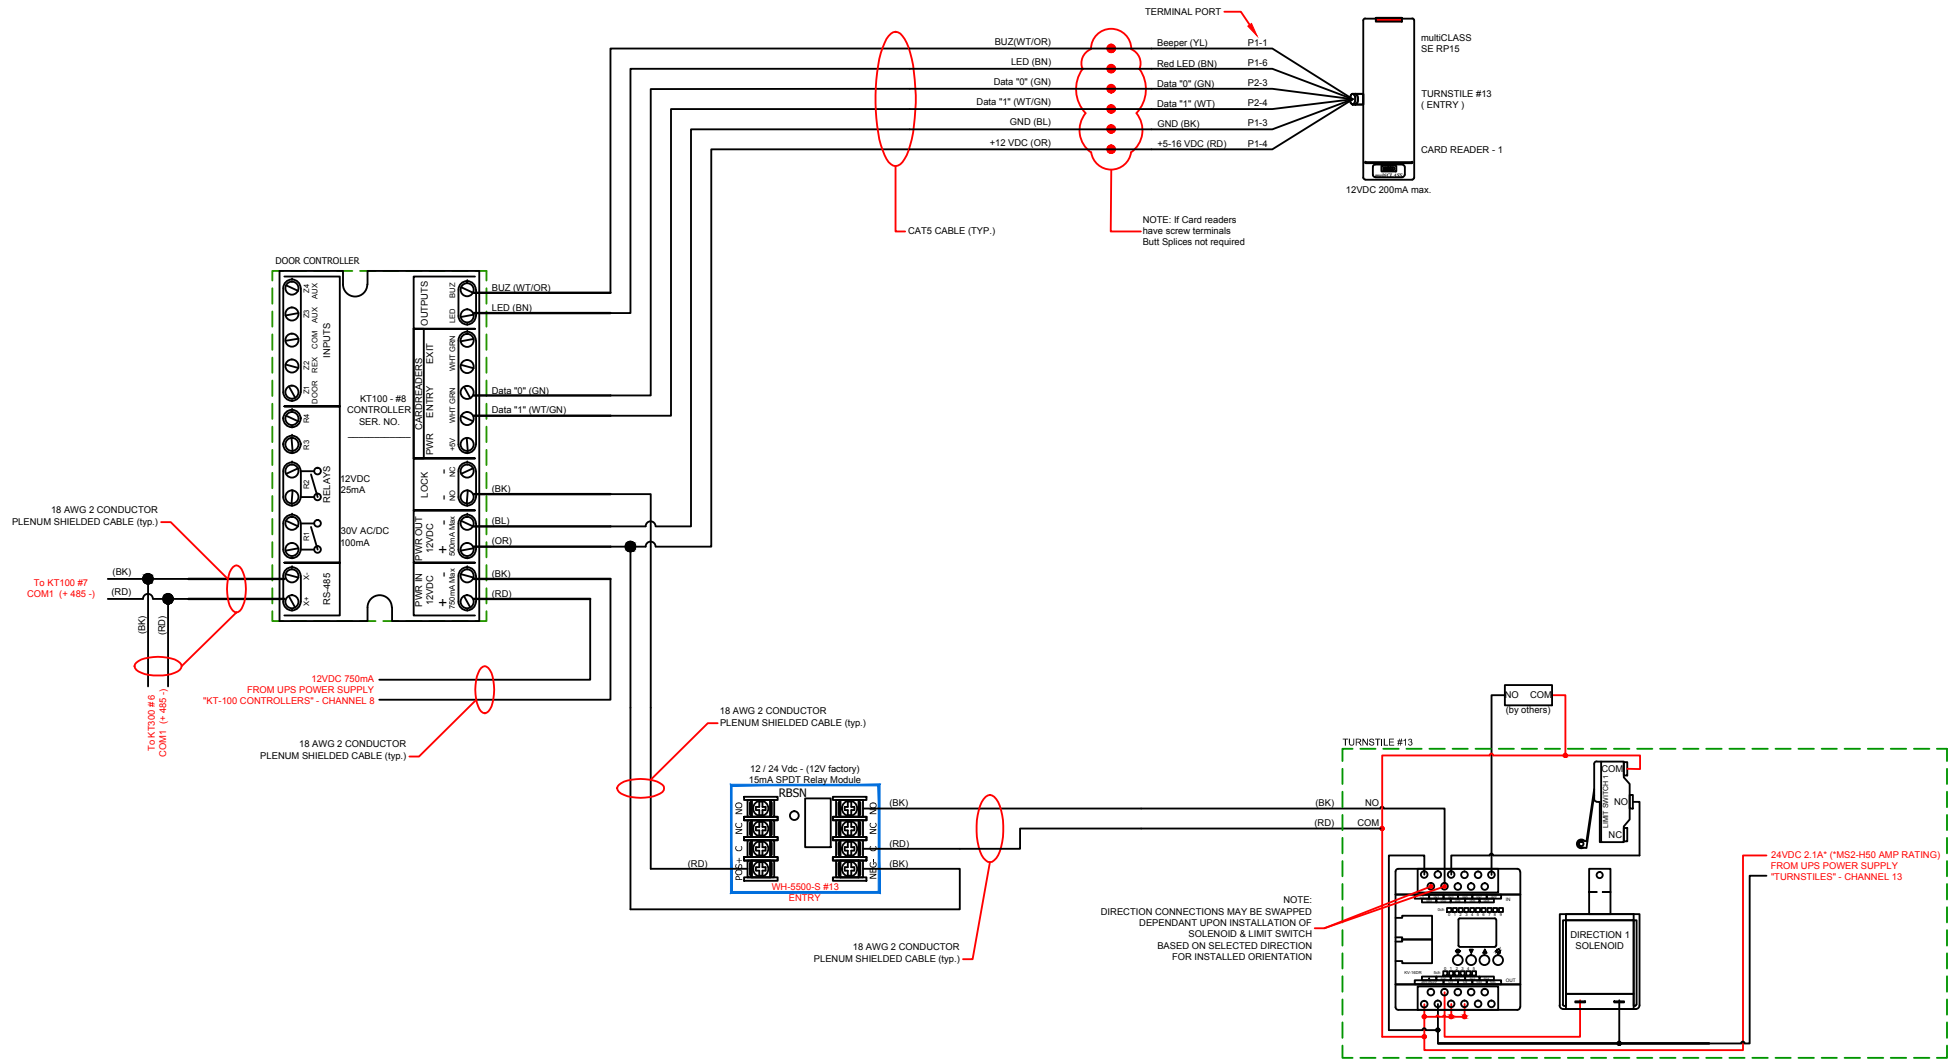 TERMINAL PORT
BUZ(WT/OR)
Beeper (YL)
P1-1
LED (BN)
Red LED (BN)
P1-6
Data "0" (GN)
Data "0" (GN)
P2-3
Data "1" (WT/GN)
Data "1" (WT)
P2-4
GND (BL)
GND (BK)
P1-3
+12 VDC (OR)
+5-16 VDC (RD)
P1-4
multiCLASS
SE RP15
TURNSTILE #13
( ENTRY )
CARD READER - 1
12VDC 200mA max.
CAT5 CABLE (TYP.)
NOTE: If Card readers
have screw terminals
Butt Splices not required
DOOR CONTROLLER
Z4
AUX
Z3
AUX
COM
Z2
REX
Z1
DOOR
INPUTS
R4
R3
R2
RELAYS
R1
12VDC
25mA
30V AC/DC
100mA
X-
X+
RS-485
KT100 - #8
CONTROLLER
SER. NO.
OUTPUTS
BUZ
LED
CARDREADERS
EXIT
WHT GRN
ENTRY
WHT GRN
PWR
+5V
LOCK
- NC
- NO
PWR OUT
12VDC
+ -
500mA Max
PWR IN
12VDC
+ -
750mA Max
BUZ (WT/OR)
LED (BN)
Data "0" (GN)
Data "1" (WT/GN)
(BK)
(BL)
(OR)
(BK)
(RD)
18 AWG 2 CONDUCTOR
PLENUM SHIELDED CABLE (typ.)
To KT100 #7
COM1 (+ 485 -)
(BK)
(RD)
(BK)
(RD)
To KT300 #6
COM1 (+ 485 -)
12VDC 750mA
FROM UPS POWER SUPPLY
"KT-100 CONTROLLERS" - CHANNEL 8
18 AWG 2 CONDUCTOR
PLENUM SHIELDED CABLE (typ.)
18 AWG 2 CONDUCTOR
PLENUM SHIELDED CABLE (typ.)
12 / 24 Vdc - (12V factory)
15mA SPDT Relay Module
RBSN
NO
NC
C
POS+
NO
NC
C
NEG-
WH-5500-S #13
ENTRY
(RD)
(BK)
(RD)
(BK)
18 AWG 2 CONDUCTOR
PLENUM SHIELDED CABLE (typ.)
(BK)
NO
(RD)
COM
NO COM
(by others)
TURNSTILE #13
COM
NO
NC
LIMIT SWITCH 1
24VDC 2.1A* (*MS2-H50 AMP RATING)
FROM UPS POWER SUPPLY
"TURNSTILES" - CHANNEL 13
NOTE:
DIRECTION CONNECTIONS MAY BE SWAPPED
DEPENDANT UPON INSTALLATION OF
SOLENOID & LIMIT SWITCH
BASED ON SELECTED DIRECTION
FOR INSTALLED ORIENTATION
IN
OUT
DIRECTION 1
SOLENOID